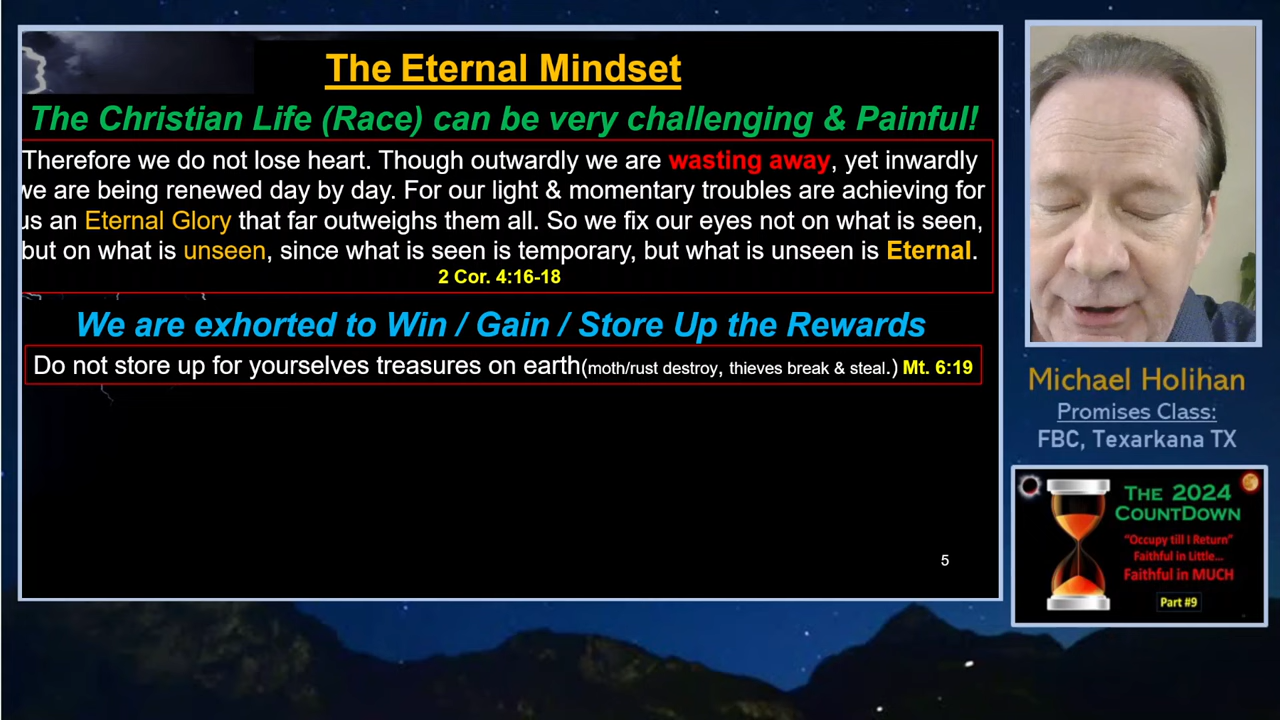 The Eternal Mindset
The Christian Life (Race) can be very challenging & Painful!
Therefore we do not lose heart. Though outwardly we are wasting away, yet inwardly
we are being renewed day by day. For our light & momentary troubles are achieving for
us an Eternal Glory that far outweighs them all. So we fix our eyes not on what is seen,
but on what is unseen, since what is seen is temporary, but what is unseen is Eternal.
2 Cor. 4:16-18
We are exhorted to Win / Gain / Store Up the Rewards
Do not store up for yourselves treasures on earth(moth/rust destroy, thieves break & steal.) Mt. 6:19
5
Michael Holihan
Promises Class:
FBC, Texarkana TX
The 2024
CountDown
"Occupy till I Return"
Faithful in Little...
Faithful in MUCH
Part #9